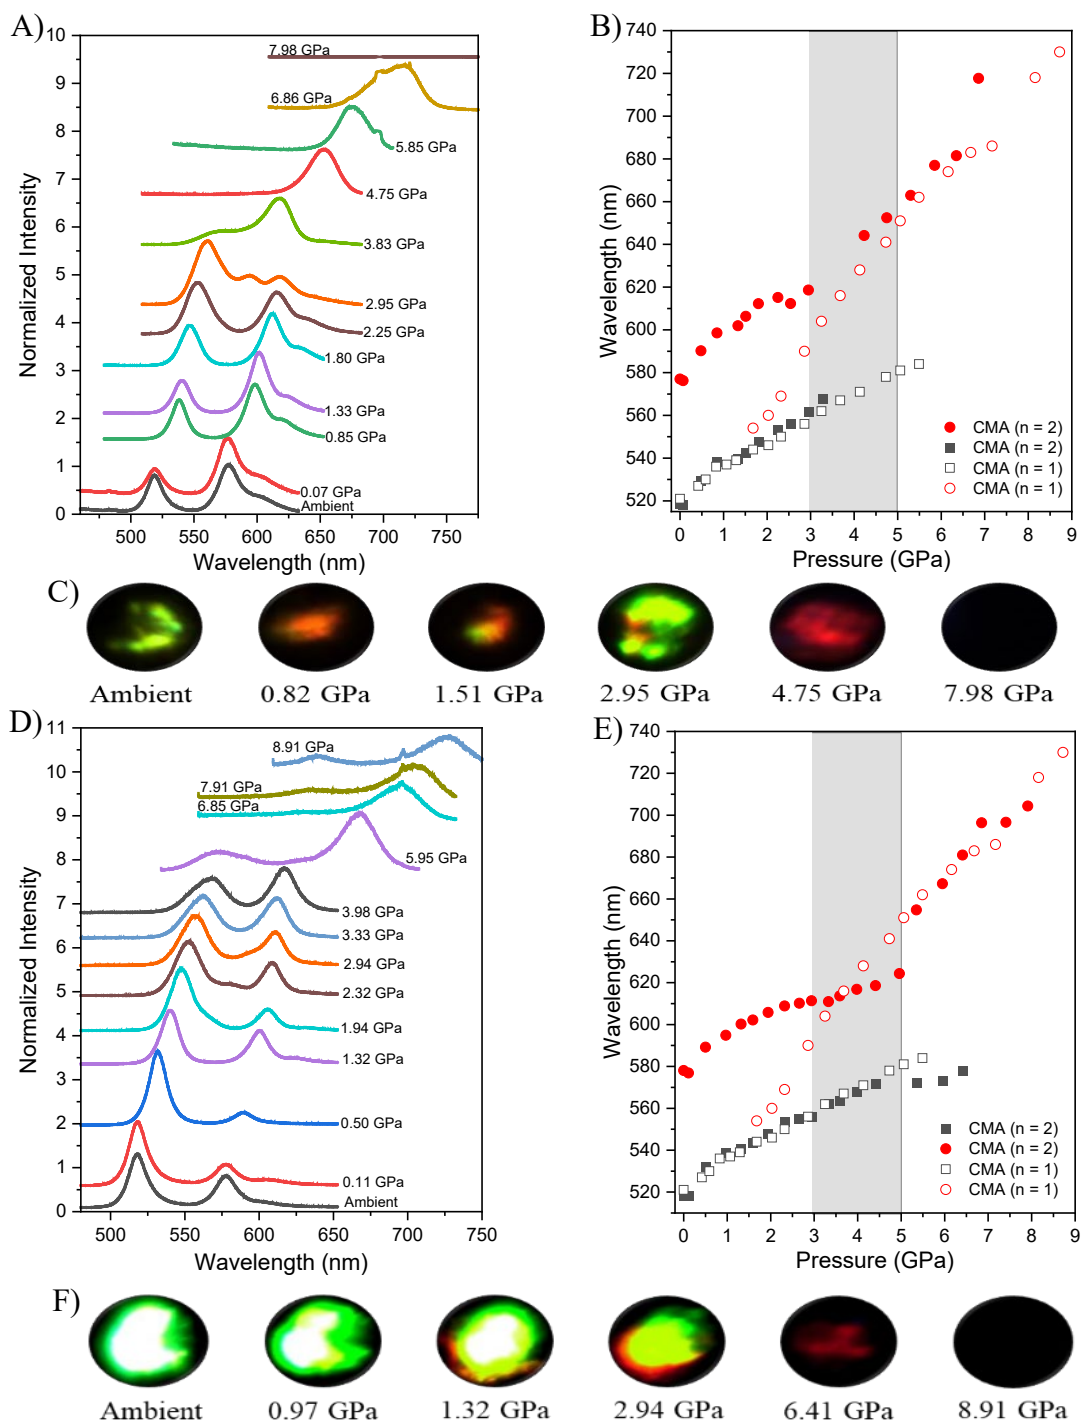 A)
10
9
8
7
6
5
4
3
2
1
0
Normalized Intensity
7.98 GPa
6.86 GPa
5.85 GPa
4.75 GPa
3.83 GPa
2.95 GPa
2.25 GPa
1.80 GPa
1.33 GPa
0.85 GPa
0.07 GPa
Ambient
500 550 600 650 700 750
Wavelength (nm)
B)
740
720
700
680
660
640
620
600
580
560
540
520
Wavelength (nm)
CMA (n = 2)
CMA (n = 2)
CMA (n = 1)
CMA (n = 1)
0 1 2 3 4 5 6 7 8 9
Pressure (GPa)
C)
Ambient 0.82 GPa 1.51 GPa 2.95 GPa 4.75 GPa 7.98 GPa
D)
11
10
9
8
7
6
5
4
3
2
1
0
Normalized Intensity
8.91 GPa
7.91 GPa
6.85 GPa
5.95 GPa
3.98 GPa
3.33 GPa
2.94 GPa
2.32 GPa
1.94 GPa
1.32 GPa
0.50 GPa
0.11 GPa
Ambient
500 550 600 650 700 750
Wavelength (nm)
E)
740
720
700
680
660
640
620
600
580
560
540
520
Wavelength (nm)
CMA (n = 2)
CMA (n = 2)
CMA (n = 1)
CMA (n = 1)
0 1 2 3 4 5 6 7 8 9
Pressure (GPa)
F)
Ambient 0.97 GPa 1.32 GPa 2.94 GPa 6.41 GPa 8.91 GPa